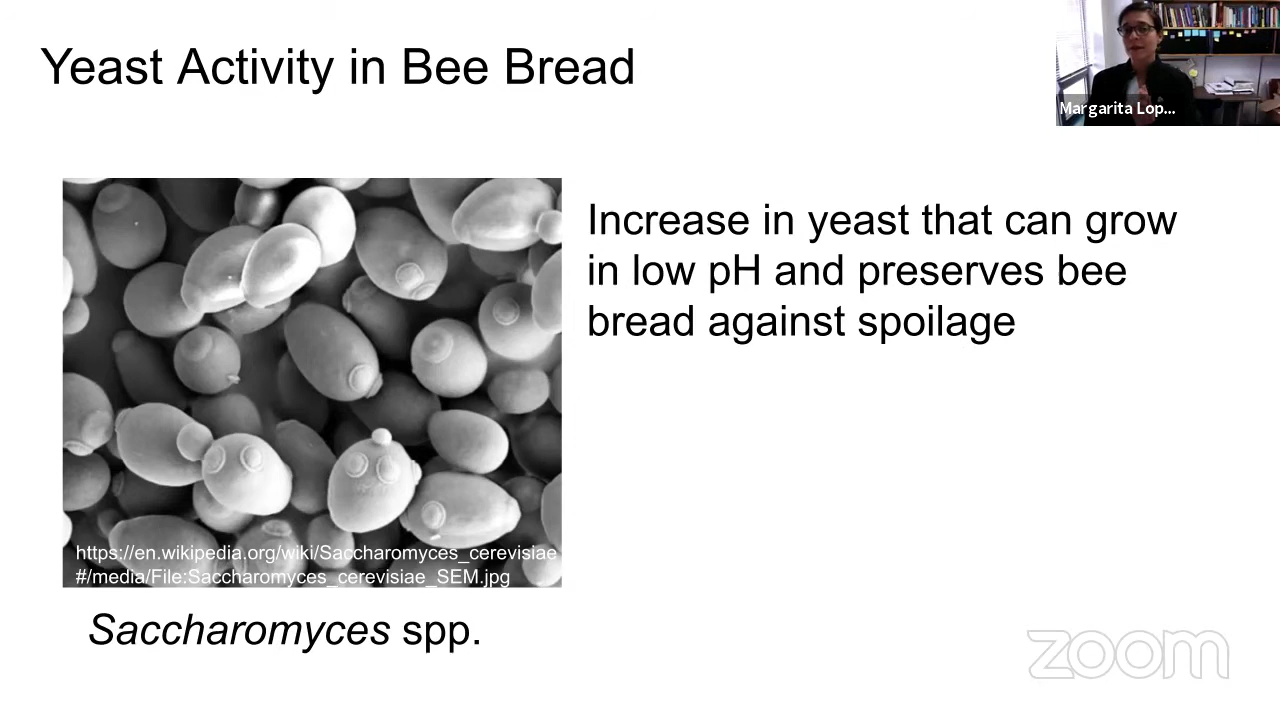 Yeast Activity in Bee Bread
Margarita Lop...
Increase in yeast that can grow
in low pH and preserves bee
bread against spoilage
https://en.wikipedia.org/wiki/Saccharomyces_cerevisiae
#/media/File:Saccharomyces_cerevisiae_SEM.jpg
Saccharomyces spp.
zoom